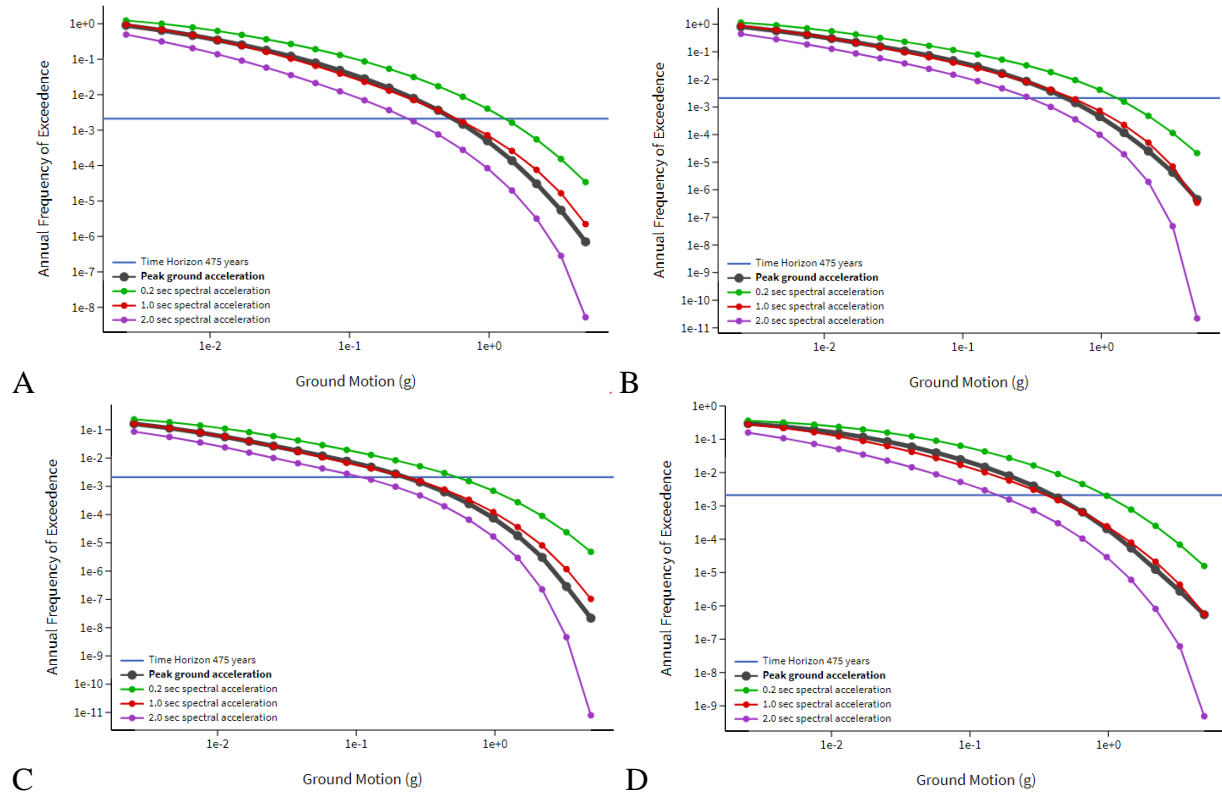 1e+0
1e-1
1e-2
1e-3
1e-4
1e-5
1e-6
1e-7
1e-8
Annual Frequency of Exceedence
Time Horizon 475 years
Peak ground acceleration
0.2 sec spectral acceleration
1.0 sec spectral acceleration
2.0 sec spectral acceleration
1e-2 1e-1 1e+0
Ground Motion (g)
A
1e+0
1e-1
1e-2
1e-3
1e-4
1e-5
1e-6
1e-7
1e-8
1e-9
1e-10
1e-11
Annual Frequency of Exceedence
Time Horizon 475 years
Peak ground acceleration
0.2 sec spectral acceleration
1.0 sec spectral acceleration
2.0 sec spectral acceleration
1e-2 1e-1 1e+0
Ground Motion (g)
B
1e-1
1e-2
1e-3
1e-4
1e-5
1e-6
1e-7
1e-8
1e-9
1e-10
1e-11
Annual Frequency of Exceedence
Time Horizon 475 years
Peak ground acceleration
0.2 sec spectral acceleration
1.0 sec spectral acceleration
2.0 sec spectral acceleration
1e-2 1e-1 1e+0
Ground Motion (g)
C
1e+0
1e-1
1e-2
1e-3
1e-4
1e-5
1e-6
1e-7
1e-8
1e-9
Annual Frequency of Exceedence
Time Horizon 475 years
Peak ground acceleration
0.2 sec spectral acceleration
1.0 sec spectral acceleration
2.0 sec spectral acceleration
1e-2 1e-1 1e+0
Ground Motion (g)
D